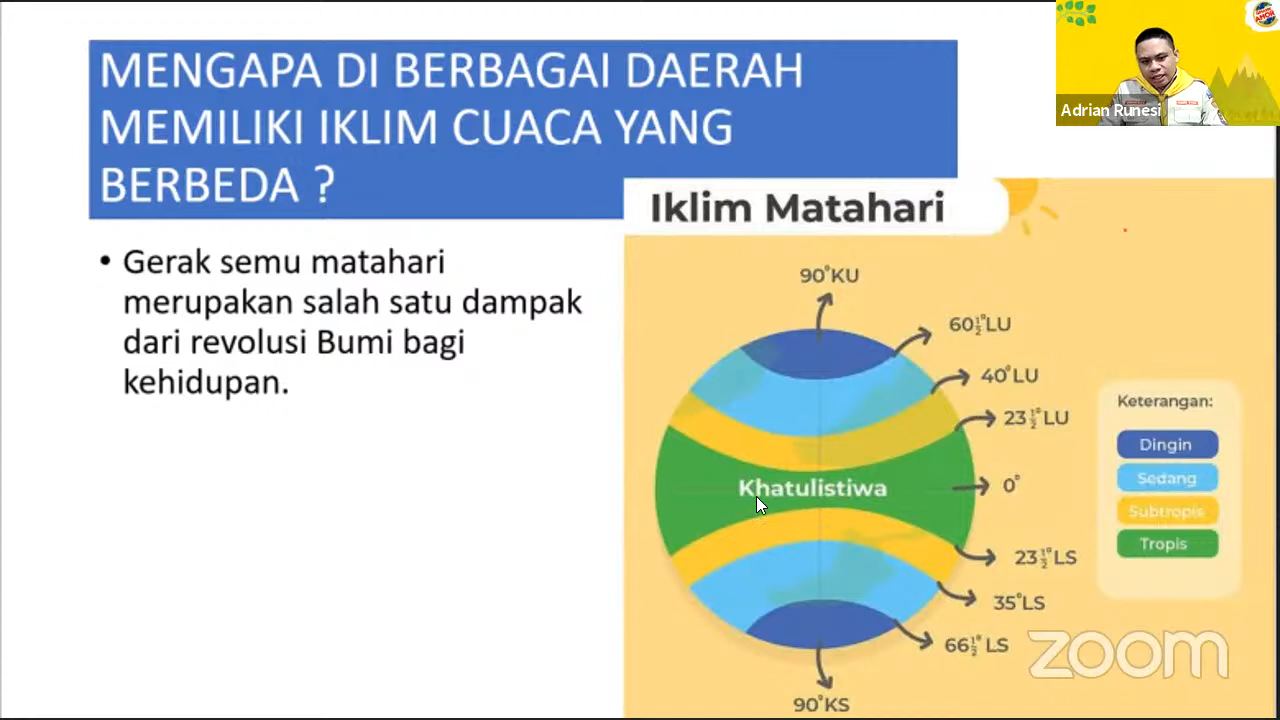 MENGAPA DI BERBAGAI DAERAH
MEMILIKI IKLIM CUACA YANG
BERBEDA ?
• Gerak semu matahari
merupakan salah satu dampak
dari revolusi Bumi bagi
kehidupan.
Adrian Runesi
Iklim Matahari
90°KU
60½°LU
40°LU
23½°LU
Khatulistiwa
0°
23½°LS
35°LS
66½°LS
90°KS
Keterangan:
Dingin
Sedang
Subtropis
Tropis
zoom